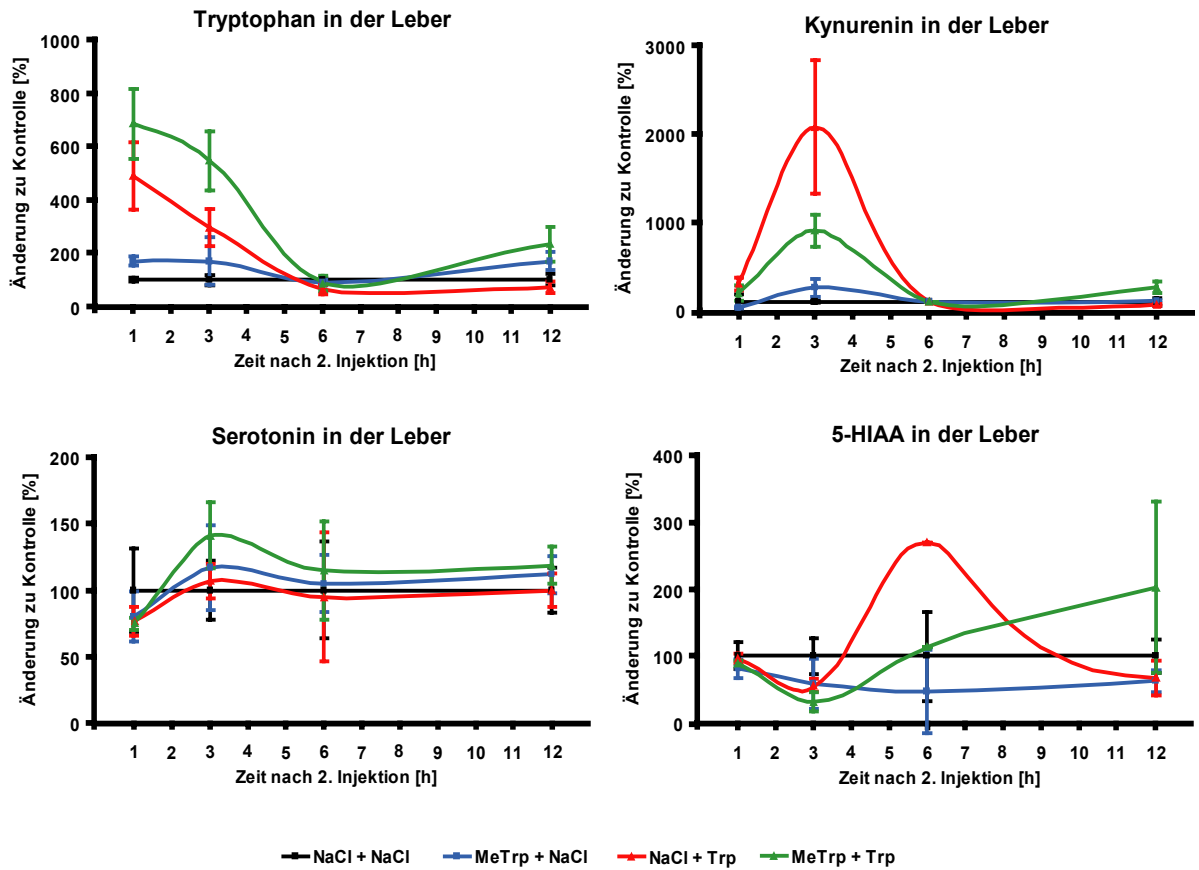 Tryptophan in der Leber
Änderung zu Kontrolle [%]
1000
800
600
400
200
0
1 2 3 4 5 6 7 8 9 10 11 12
Zeit nach 2. Injektion [h]
Kynurenin in der Leber
Änderung zu Kontrolle [%]
3000
2000
1000
0
1 2 3 4 5 6 7 8 9 10 11 12
Zeit nach 2. Injektion [h]
Serotonin in der Leber
Änderung zu Kontrolle [%]
200
150
100
50
0
1 2 3 4 5 6 7 8 9 10 11 12
Zeit nach 2. Injektion [h]
5-HIAA in der Leber
Änderung zu Kontrolle [%]
400
300
200
100
0
1 2 3 4 5 6 7 8 9 10 11 12
Zeit nach 2. Injektion [h]
NaCl + NaCl MeTrp + NaCl NaCl + Trp MeTrp + Trp